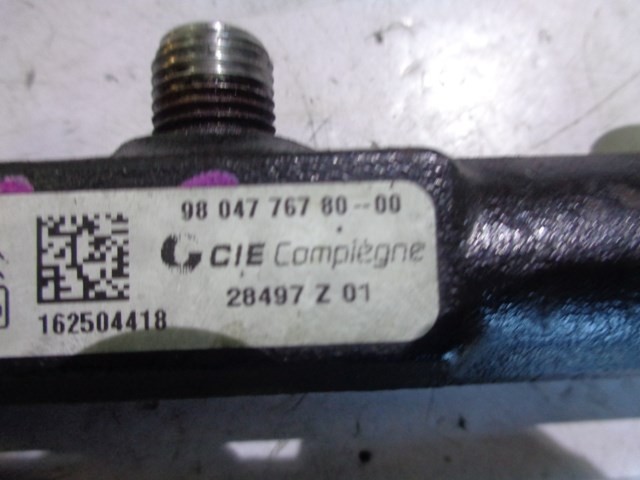 98 047 767 80-00
CIE Compiègne
28497 Z 01
162504418